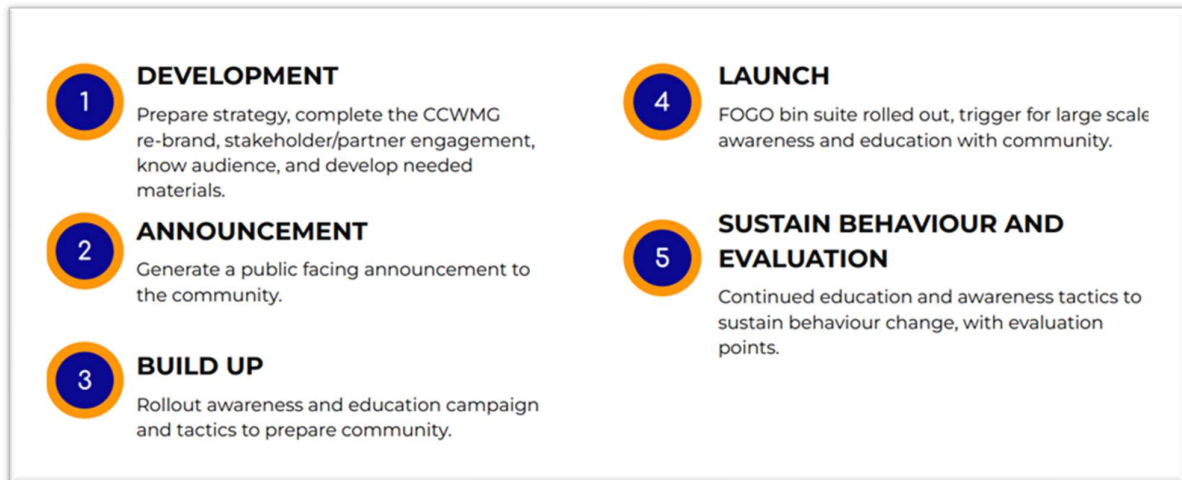 1
DEVELOPMENT
Prepare strategy, complete the CCWMG
re-brand, stakeholder/partner engagement,
know audience, and develop needed
materials.
2
ANNOUNCEMENT
Generate a public facing announcement to
the community.
3
BUILD UP
Rollout awareness and education campaign
and tactics to prepare community.
4
LAUNCH
FOGO bin suite rolled out, trigger for large scale
awareness and education with community.
5
SUSTAIN BEHAVIOUR AND
EVALUATION
Continued education and awareness tactics to
sustain behaviour change, with evaluation
points.